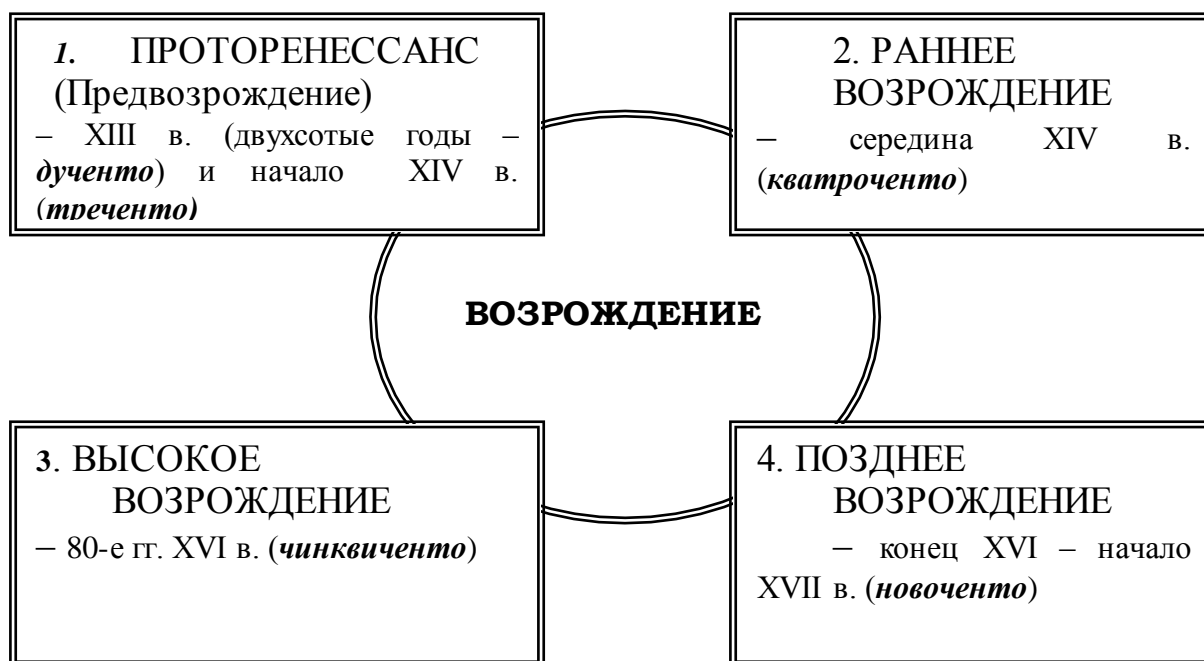 1. ПРОТОРЕНЕССАНС
(Предвозрождение)
– XIII в. (двухсотые годы –
дученто) и начало XIV в.
(треченто)
2. РАННЕЕ
ВОЗРОЖДЕНИЕ
– середина XIV в.
(кватроченто)
ВОЗРОЖДЕНИЕ
3. ВЫСОКОЕ
ВОЗРОЖДЕНИЕ
– 80-е гг. XVI в. (чинквиченто)
4. ПОЗДНЕЕ
ВОЗРОЖДЕНИЕ
– конец XVI – начало
XVII в. (новоченто)